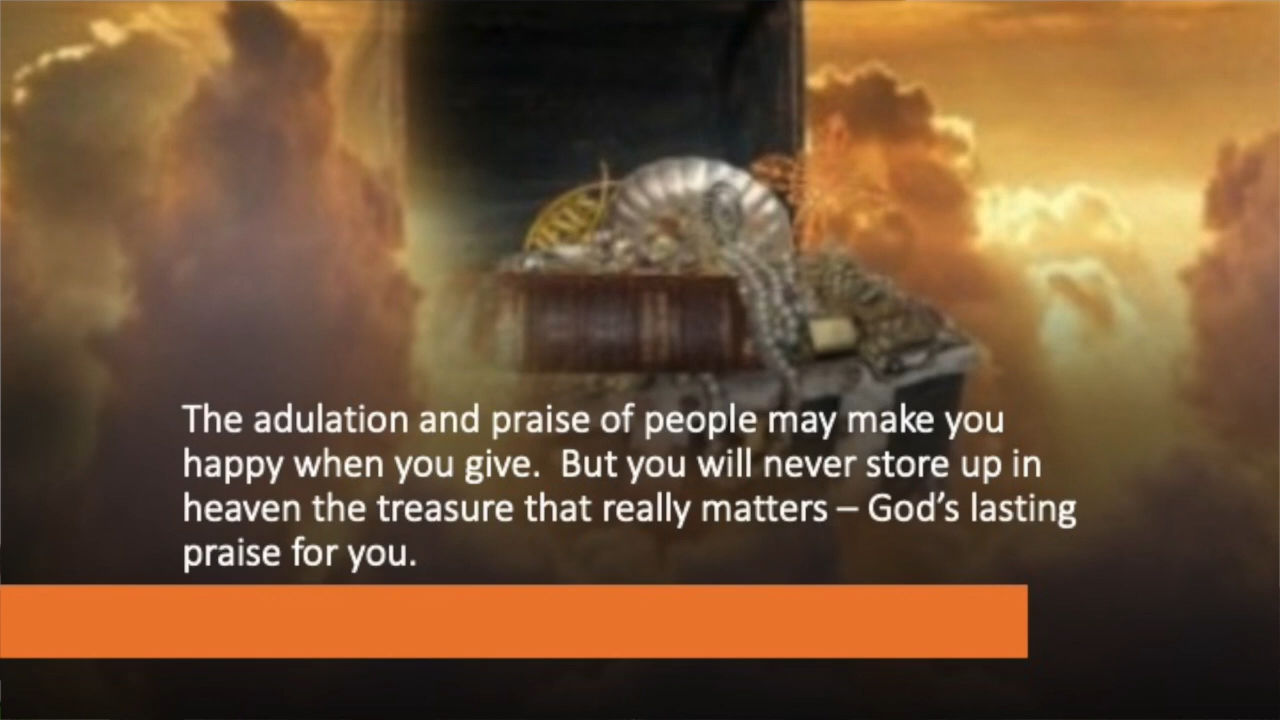 The adulation and praise of people may make you
happy when you give.  But you will never store up in
heaven the treasure that really matters – God’s lasting
praise for you.